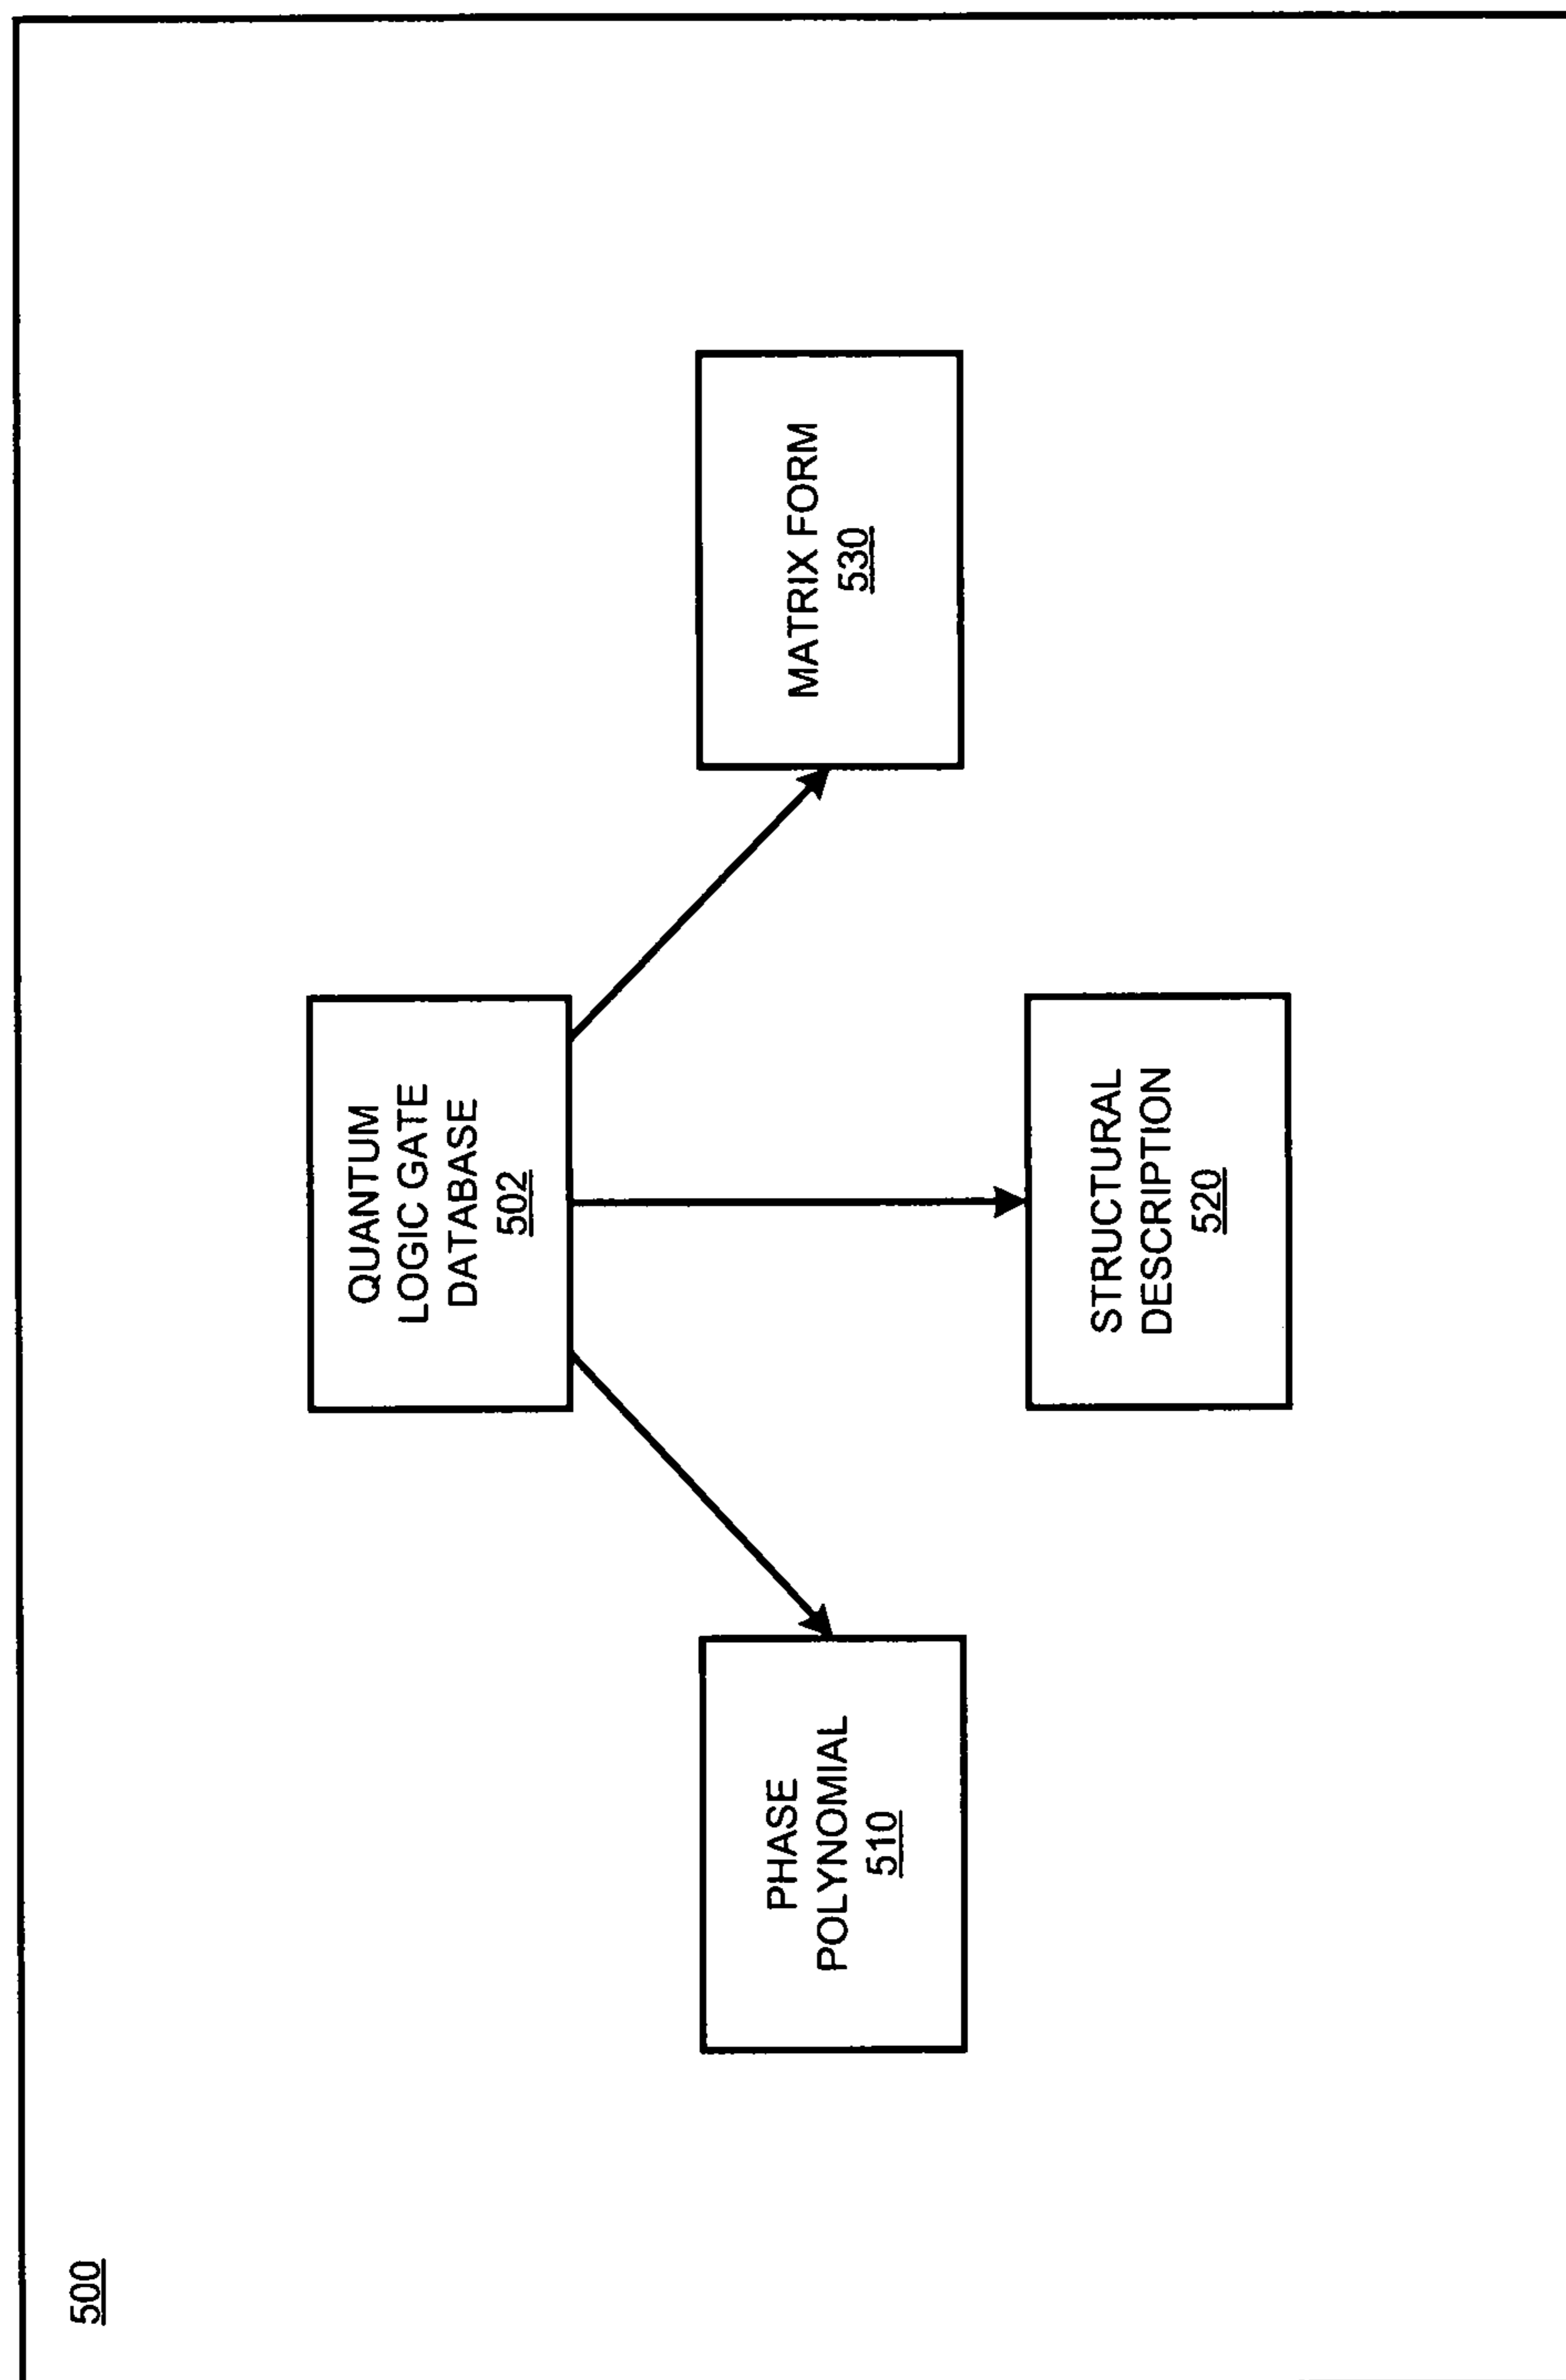 500
QUANTUM
LOGIC GATE
DATABASE
502
PHASE
POLYNOMIAL
510
STRUCTURAL
DESCRIPTION
520
MATRIX FORM
530